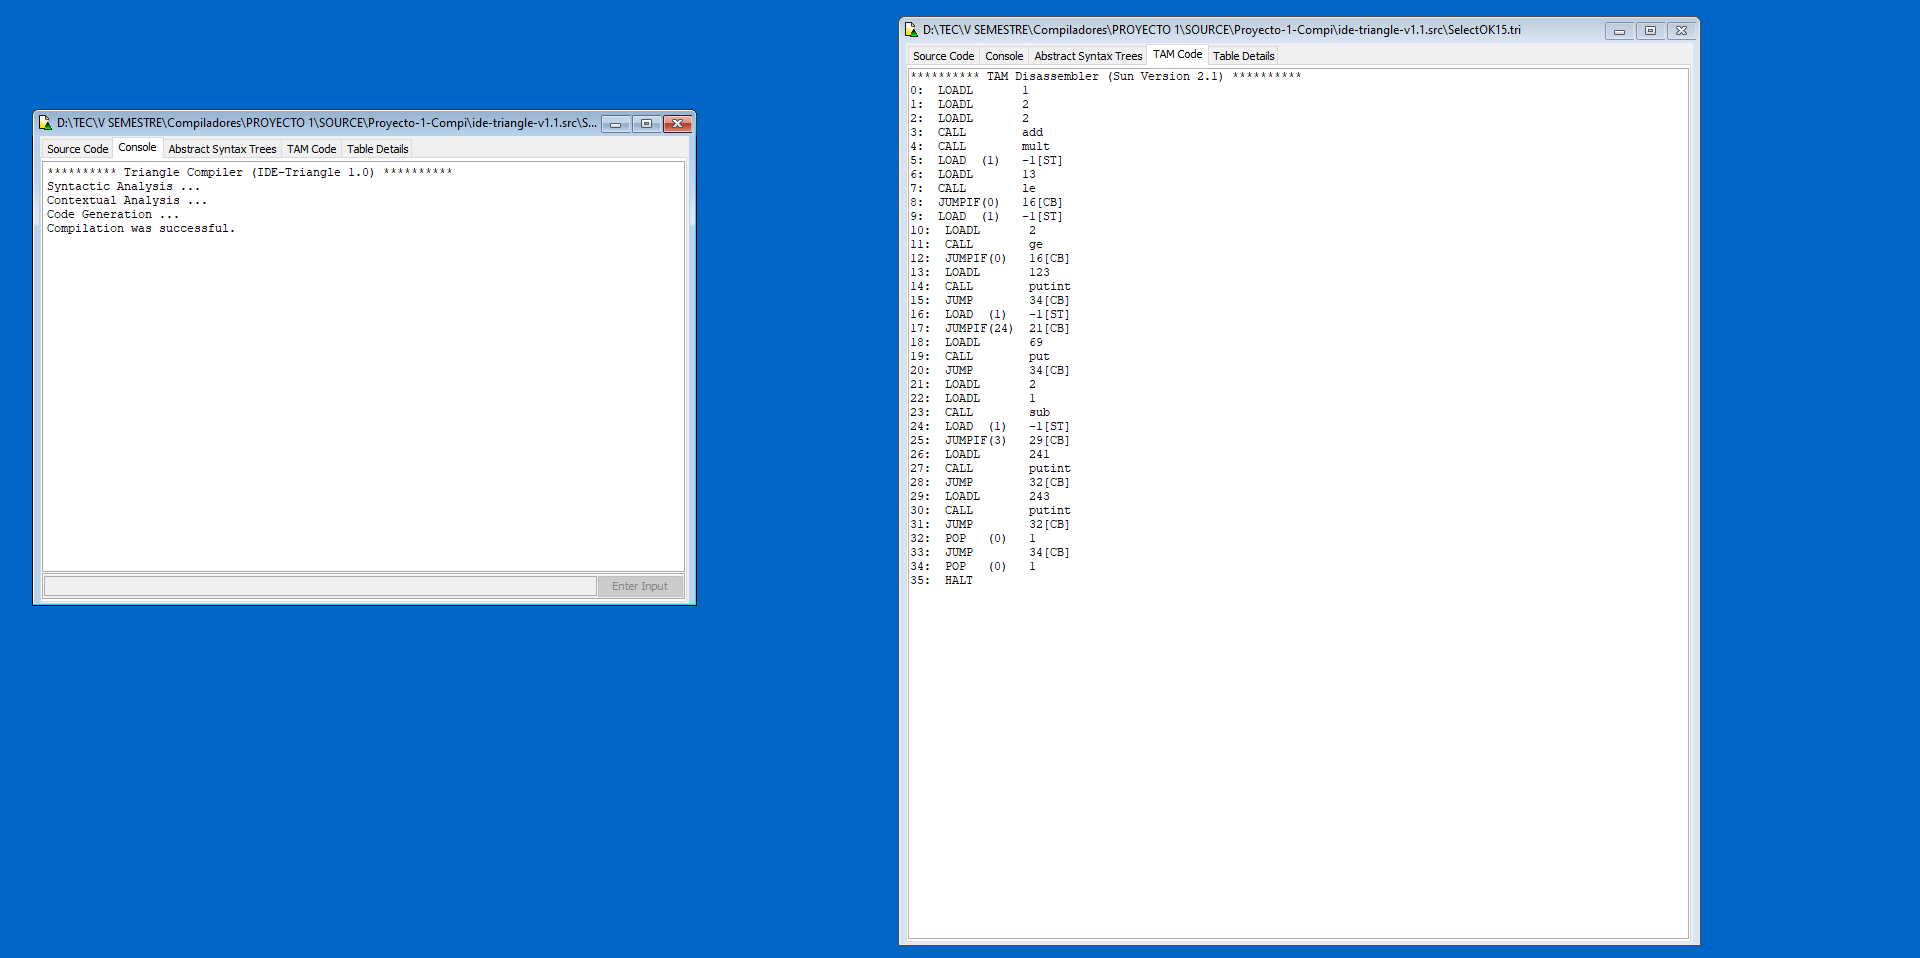 D:\TEC\V SEMESTRE\Compiladores\PROYECTO 1\SOURCE\Proyecto-1-Compi\ide-triangle-v1.1.src\S...
Source Code Console Abstract Syntax Trees TAM Code Table Details
********** Triangle Compiler (IDE-Triangle 1.0) **********
Syntactic Analysis ...
Contextual Analysis ...
Code Generation ...
Compilation was successful.
Enter Input
D:\TEC\V SEMESTRE\Compiladores\PROYECTO 1\SOURCE\Proyecto-1-Compi\ide-triangle-v1.1.src\SelectOK15.tri
Source Code Console Abstract Syntax Trees TAM Code Table Details
********** TAM Disassembler (Sun Version 2.1) **********
0: LOADL 1
1: LOADL 2
2: LOADL 2
3: CALL add
4: CALL mult
5: LOAD (1) -1[ST]
6: LOADL 13
7: CALL le
8: JUMPIF(0) 16[CB]
9: LOAD (1) -1[ST]
10: LOADL 2
11: CALL ge
12: JUMPIF(0) 16[CB]
13: LOADL 123
14: CALL putint
15: JUMP 34[CB]
16: LOAD (1) -1[ST]
17: JUMPIF(24) 21[CB]
18: LOADL 69
19: CALL put
20: JUMP 34[CB]
21: LOADL 2
22: LOADL 1
23: CALL sub
24: LOAD (1) -1[ST]
25: JUMPIF(3) 29[CB]
26: LOADL 241
27: CALL putint
28: JUMP 32[CB]
29: LOADL 243
30: CALL putint
31: JUMP 32[CB]
32: POP (0) 1
33: JUMP 34[CB]
34: POP (0) 1
35: HALT